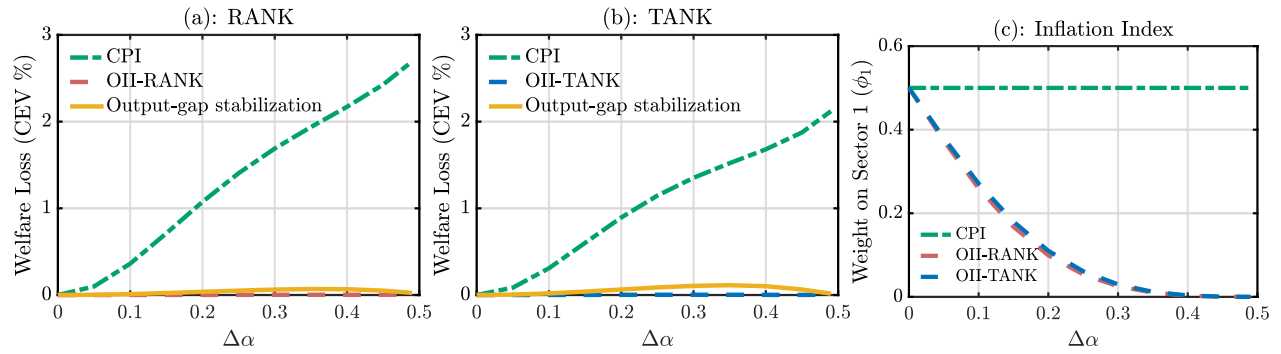 (a): RANK
Welfare Loss (CEV %)
3
2
1
0
CPI
OII-RANK
Output-gap stabilization
0 0.1 0.2 0.3 0.4 0.5
Δα
(b): TANK
Welfare Loss (CEV %)
3
2
1
0
CPI
OII-TANK
Output-gap stabilization
0 0.1 0.2 0.3 0.4 0.5
Δα
(c): Inflation Index
Weight on Sector 1 (ϕ₁)
0.6
0.4
0.2
0
CPI
OII-RANK
OII-TANK
0 0.1 0.2 0.3 0.4 0.5
Δα